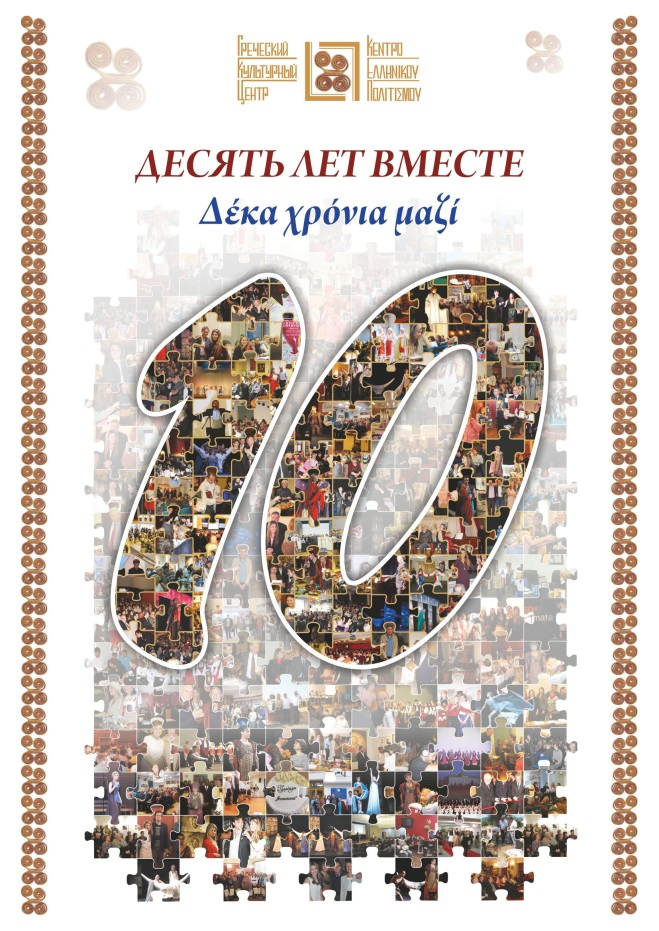 Греческий
Культурный
Центр
Κεντρο
Ελληνικου
Πολιτισμου
ДЕСЯТЬ ЛЕТ ВМЕСТЕ
Δέκα χρόνια μαζί
10